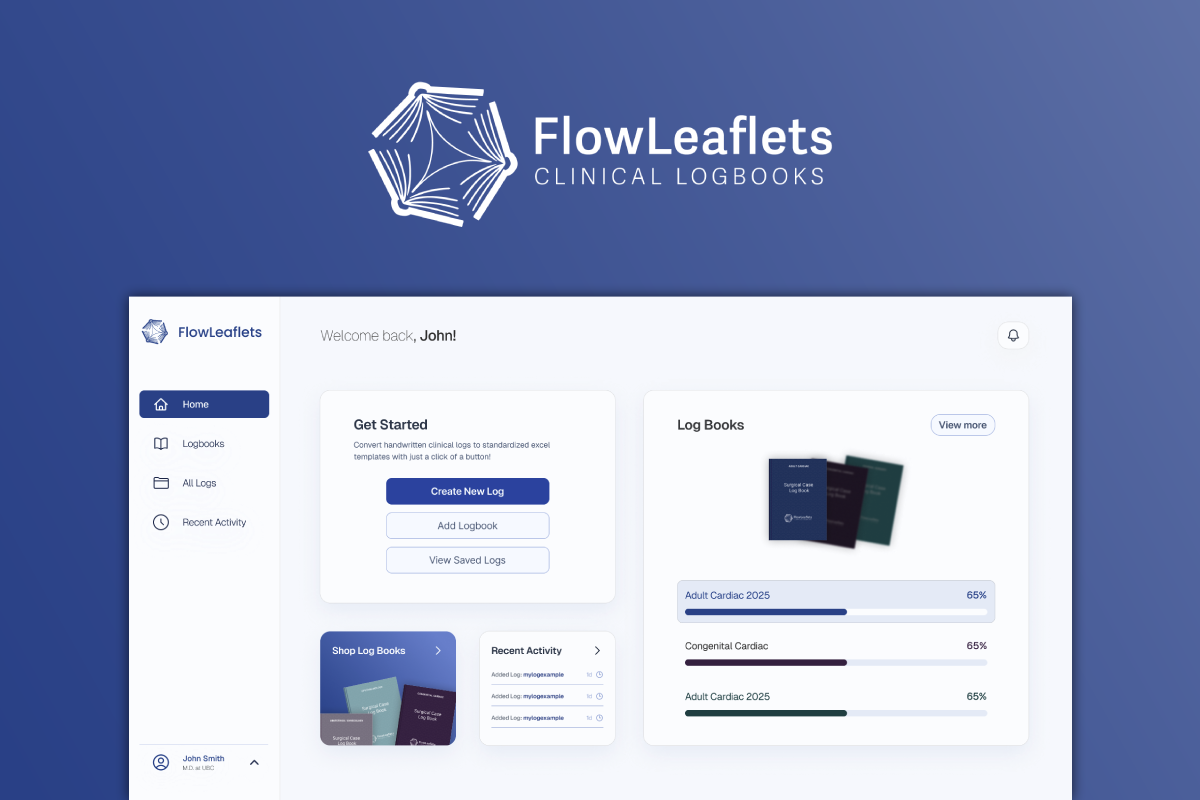 FlowLeaflets
CLINICAL LOGBOOKS
FlowLeaflets
Home
Logbooks
All Logs
Recent Activity
John Smith
M.D. at UBC
Welcome back, John!
Get Started
Convert handwritten clinical logs to standardized excel
templates with just a click of a button!
Create New Log
Add Logbook
View Saved Logs
Shop Log Books
Surgical Case
Log Book
Surgical Case
Log Book
Surgical Case
Log Book
Recent Activity
Added Log: mylogexample
Added Log: mylogexample
Added Log: mylogexample
Log Books
View more
ADULT CARDIAC
Surgical Case
Log Book
FlowLeaflets
Adult Cardiac 2025 65%
Congenital Cardiac 65%
Adult Cardiac 2025 65%